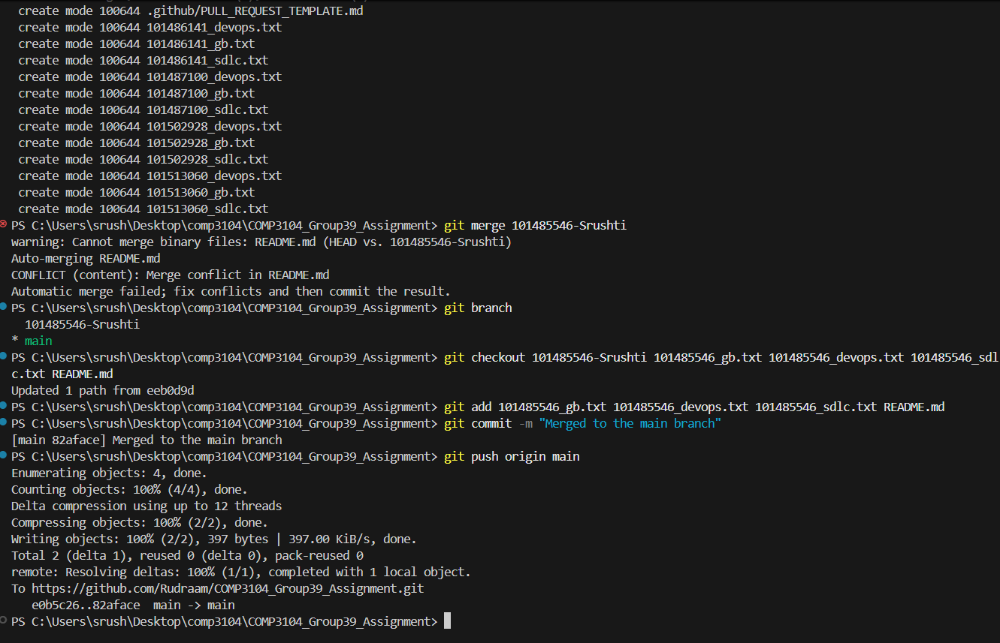 create mode 100644 .github/PULL_REQUEST_TEMPLATE.md
create mode 100644 101486141_devops.txt
create mode 100644 101486141_gb.txt
create mode 100644 101486141_sdlc.txt
create mode 100644 101487100_devops.txt
create mode 100644 101487100_gb.txt
create mode 100644 101487100_sdlc.txt
create mode 100644 101502928_devops.txt
create mode 100644 101502928_gb.txt
create mode 100644 101502928_sdlc.txt
create mode 100644 101513060_devops.txt
create mode 100644 101513060_gb.txt
create mode 100644 101513060_sdlc.txt
PS C:\Users\srush\Desktop\comp3104\COMP3104_Group39_Assignment> git merge 101485546-Srushti
warning: Cannot merge binary files: README.md (HEAD vs. 101485546-Srushti)
Auto-merging README.md
CONFLICT (content): Merge conflict in README.md
Automatic merge failed; fix conflicts and then commit the result.
PS C:\Users\srush\Desktop\comp3104\COMP3104_Group39_Assignment> git branch
101485546-Srushti
* main
PS C:\Users\srush\Desktop\comp3104\COMP3104_Group39_Assignment> git checkout 101485546-Srushti 101485546_gb.txt 101485546_devops.txt 101485546_sdl
c.txt README.md
Updated 1 path from eeb0d9d
PS C:\Users\srush\Desktop\comp3104\COMP3104_Group39_Assignment> git add 101485546_gb.txt 101485546_devops.txt 101485546_sdlc.txt README.md
PS C:\Users\srush\Desktop\comp3104\COMP3104_Group39_Assignment> git commit -m "Merged to the main branch"
[main 82aface] Merged to the main branch
PS C:\Users\srush\Desktop\comp3104\COMP3104_Group39_Assignment> git push origin main
Enumerating objects: 4, done.
Counting objects: 100% (4/4), done.
Delta compression using up to 12 threads
Compressing objects: 100% (2/2), done.
Writing objects: 100% (2/2), 397 bytes | 397.00 KiB/s, done.
Total 2 (delta 1), reused 0 (delta 0), pack-reused 0
remote: Resolving deltas: 100% (1/1), completed with 1 local object.
To https://github.com/Rudraam/COMP3104_Group39_Assignment.git
e0b5c26..82aface  main -> main
PS C:\Users\srush\Desktop\comp3104\COMP3104_Group39_Assignment>